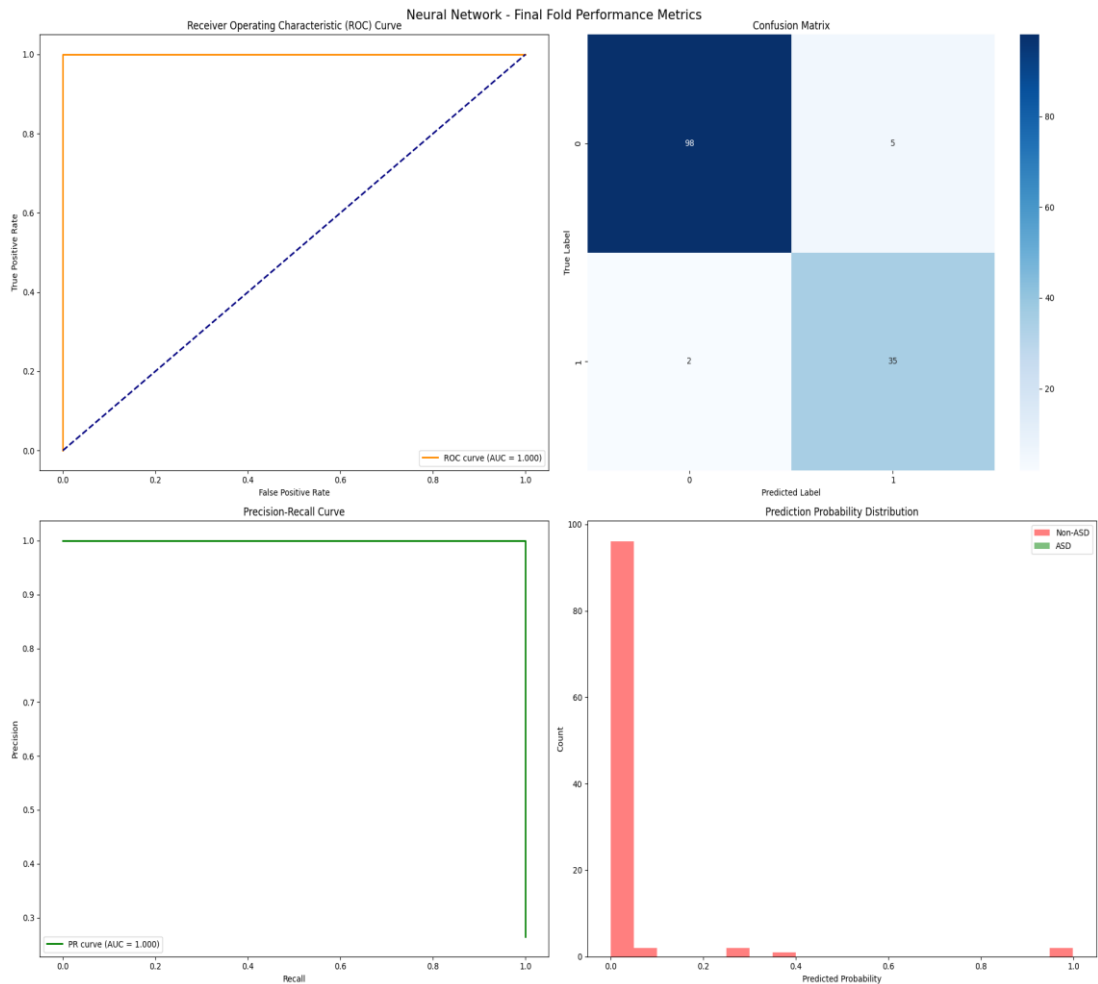 Neural Network - Final Fold Performance Metrics
Receiver Operating Characteristic (ROC) Curve
True Positive Rate
1.0
0.8
0.6
0.4
0.2
0.0
0.0 0.2 0.4 0.6 0.8 1.0
False Positive Rate
ROC curve (AUC = 1.000)
Confusion Matrix
True Label
0
1
98 5
2 35
0 1
Predicted Label
80
60
40
20
Precision-Recall Curve
Precision
1.0
0.9
0.8
0.7
0.6
0.5
0.4
0.3
PR curve (AUC = 1.000)
0.0 0.2 0.4 0.6 0.8 1.0
Recall
Prediction Probability Distribution
Count
100
80
60
40
20
0
Non-ASD
ASD
0.0 0.2 0.4 0.6 0.8 1.0
Predicted Probability